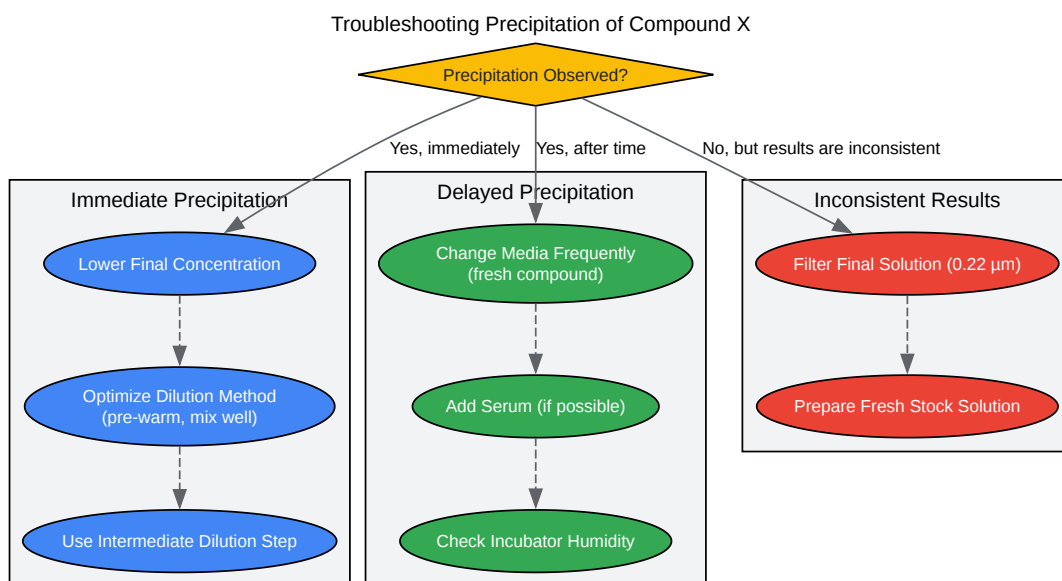 Troubleshooting Precipitation of Compound X
Precipitation Observed?
Yes, immediately
Yes, after time
No, but results are inconsistent
Immediate Precipitation
Lower Final Concentration
Optimize Dilution Method
(pre-warm, mix well)
Use Intermediate Dilution Step
Delayed Precipitation
Change Media Frequently
(fresh compound)
Add Serum (if possible)
Check Incubator Humidity
Inconsistent Results
Filter Final Solution (0.22 µm)
Prepare Fresh Stock Solution